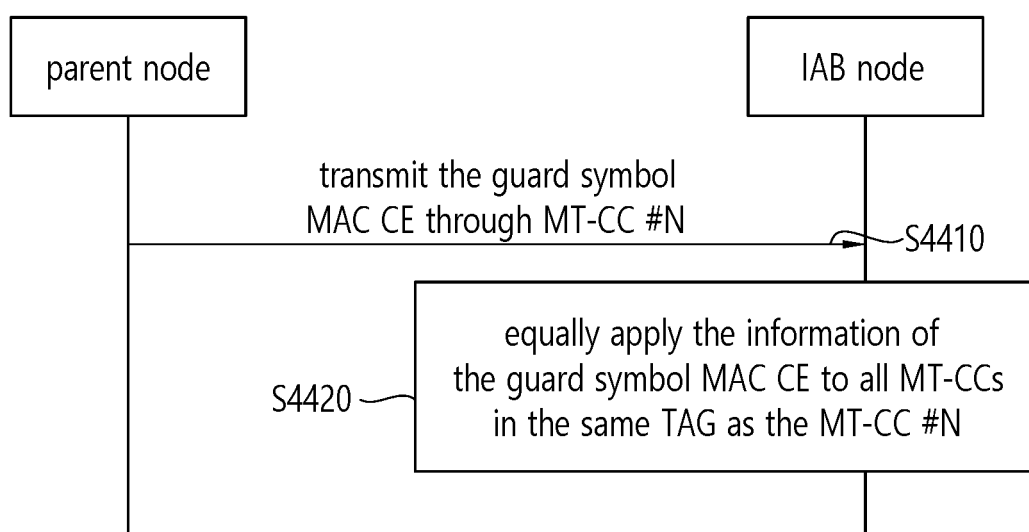 parent node
IAB node
transmit the guard symbol
MAC CE through MT-CC #N
S4410
equally apply the information of
the guard symbol MAC CE to all MT-CCs
in the same TAG as the MT-CC #N
S4420